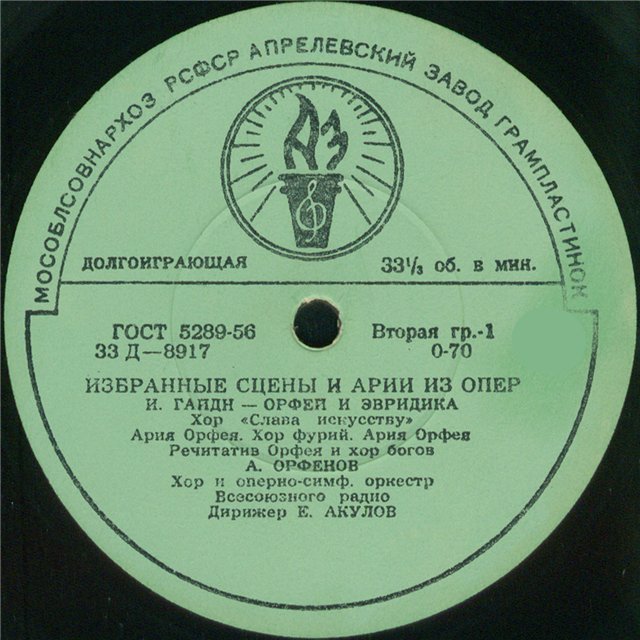 МОСОБЛСОВНАРХОЗ РСФСР АПРЕЛЕВСКИЙ ЗАВОД ГРАМПЛАСТИНОК
АЗ
ДОЛГОИГРАЮЩАЯ 33⅓ об. в мин.
ГОСТ 5289-56 Вторая гр.-1
33 Д—8917 0-70
ИЗБРАННЫЕ СЦЕНЫ И АРИИ ИЗ ОПЕР
И. ГАЙДН — ОРФЕЙ И ЭВРИДИКА
Хор «Слава искусству»
Ария Орфея. Хор фурий. Ария Орфея
Речитатив Орфея и хор богов
А. ОРФЕНОВ
Хор и оперно-симф. оркестр
Всесоюзного радио
Дирижер Е. АКУЛОВ